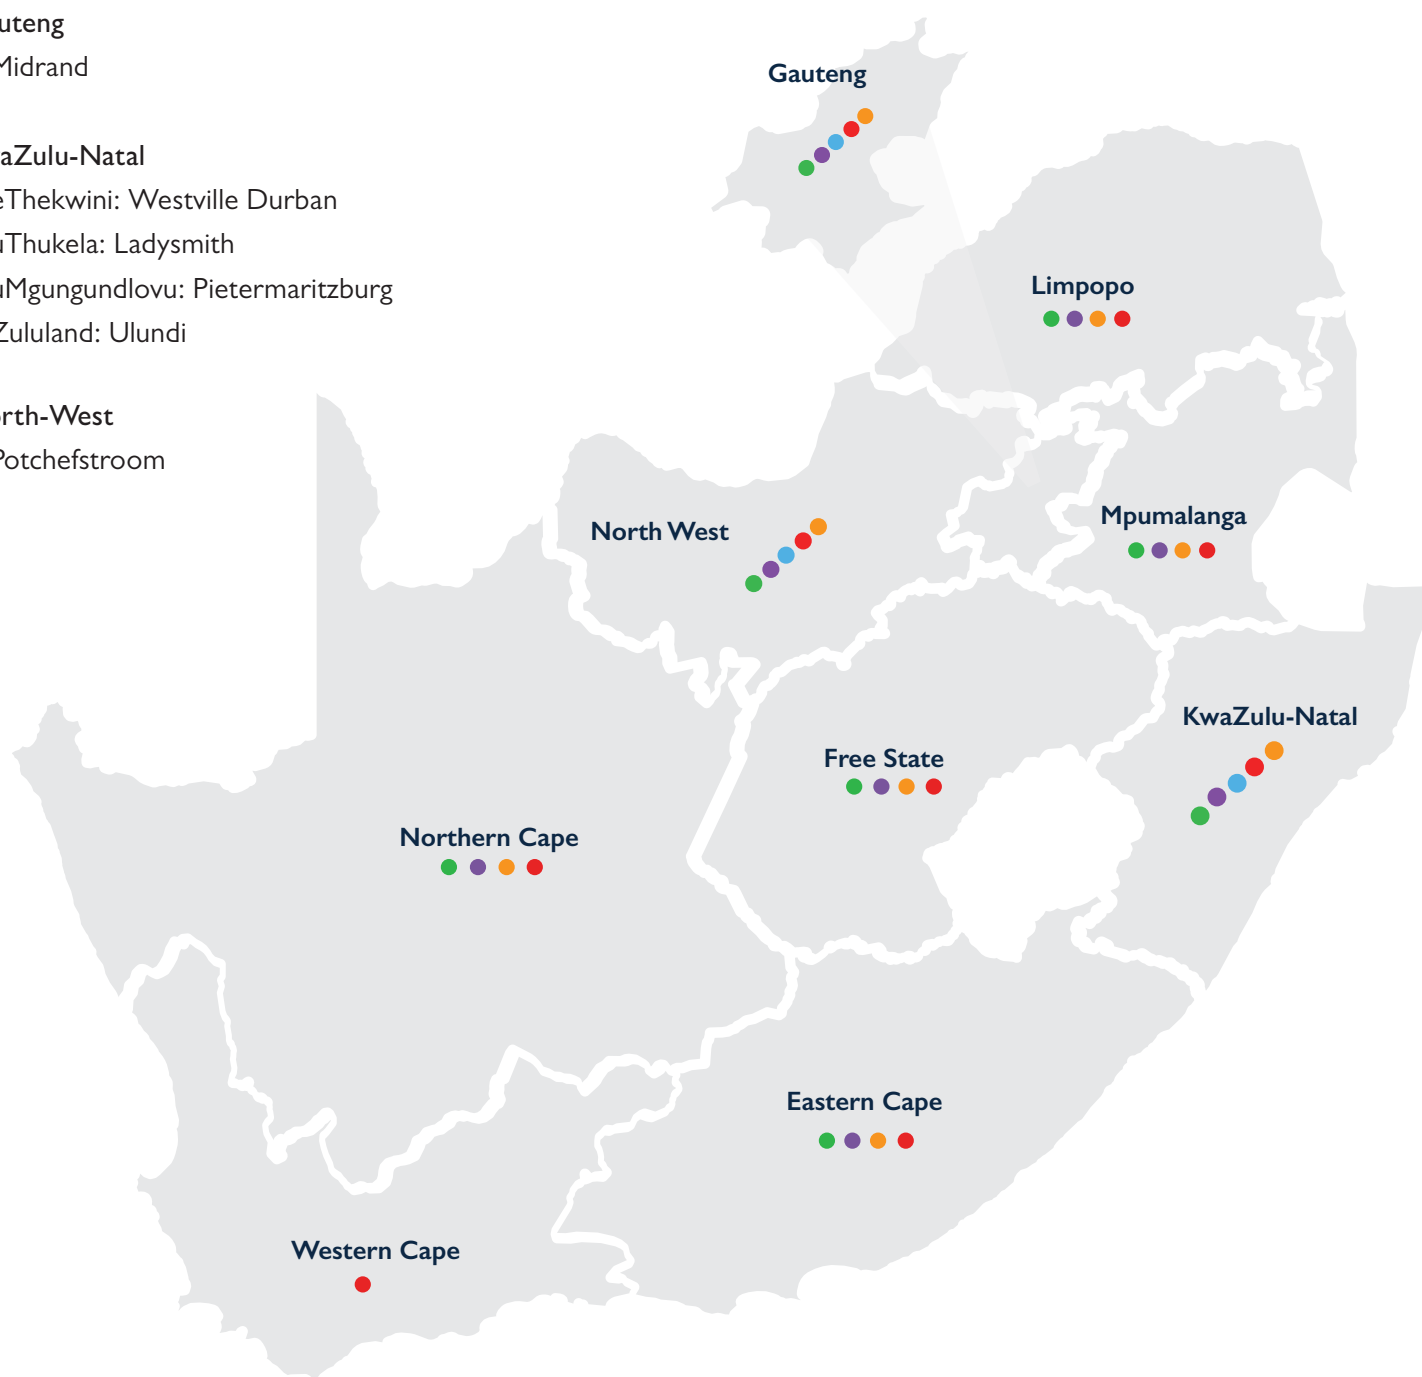 uteng
Midrand
aZulu-Natal
eThekwini: Westville Durban
uThukela: Ladysmith
uMgungundlovu: Pietermaritzburg
Zululand: Ulundi
rth-West
Potchefstroom
Gauteng
Limpopo
North West
Mpumalanga
KwaZulu-Natal
Free State
Northern Cape
Eastern Cape
Western Cape